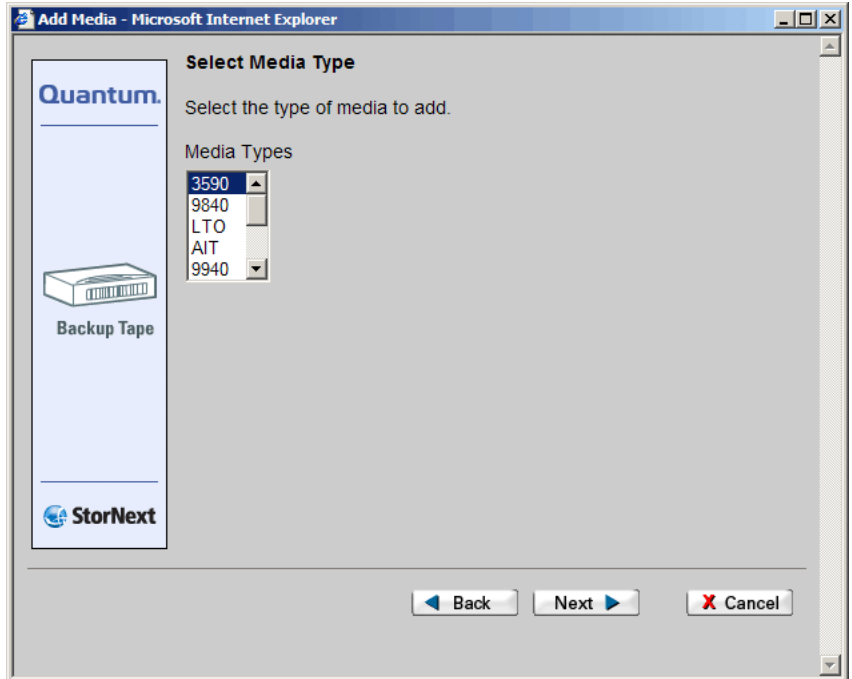 Add Media - Microsoft Internet Explorer
Quantum.
Select Media Type
Select the type of media to add.
Media Types
3590
9840
LTO
AIT
9940
Backup Tape
StorNext
Back
Next
X Cancel